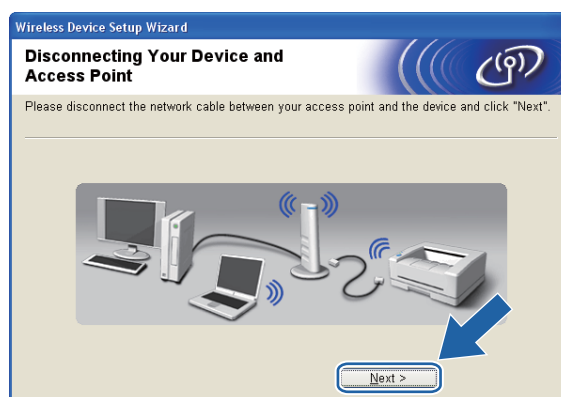 Wireless Device Setup Wizard
Disconnecting Your Device and
Access Point
Please disconnect the network cable between your access point and the device and click "Next".
Next >